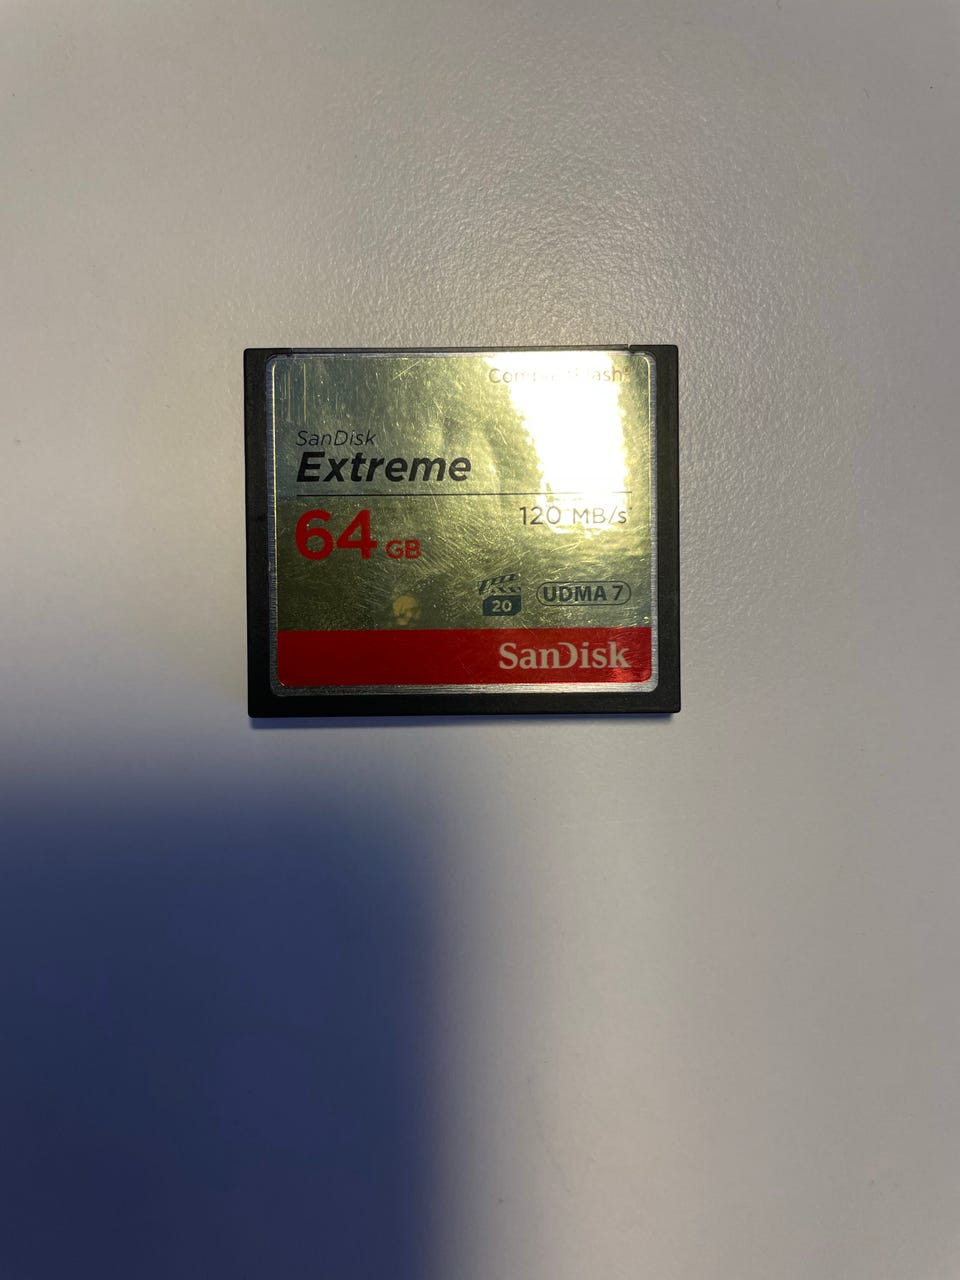 CompactFlash®
SanDisk
Extreme
64 GB
120 MB/s*
20
UDMA 7
SanDisk